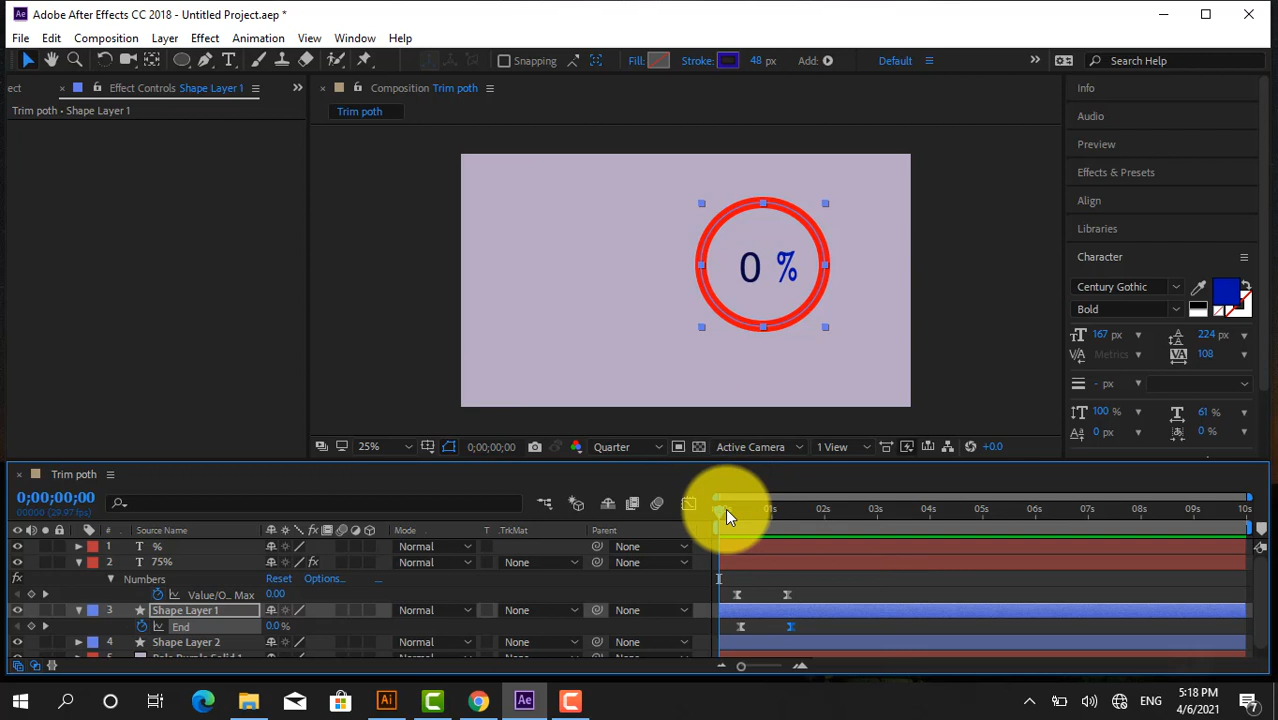 Adobe After Effects CC 2018 - Untitled Project.aep *
File Edit Composition Layer Effect Animation View Window Help
Snapping Fill: Stroke: 48 px Add: Default Search Help
ect Effect Controls Shape Layer 1
Trim poth • Shape Layer 1
Composition Trim poth
Trim poth
0 %
Info
Audio
Preview
Effects & Presets
Align
Libraries
Character
Century Gothic
Bold
167 px 224 px
Metrics 108
- px
100 % 61 %
0 px 0 %
25% 0;00;00;00 Quarter Active Camera 1 View +0.0
Trim poth
0;00;00;00
00000 (29.97 fps)
01s 02s 03s 04s 05s 06s 07s 08s 09s 10s
# Source Name Mode T .TrkMat Parent
1 T % Normal None
2 T 75% Normal None None
Numbers Reset Options... ...
Value/O... Max 0.00
3 Shape Layer 1 Normal None None
End 0.0 %
4 Shape Layer 2 Normal None None
ENG 5:18 PM
4/6/2021
7